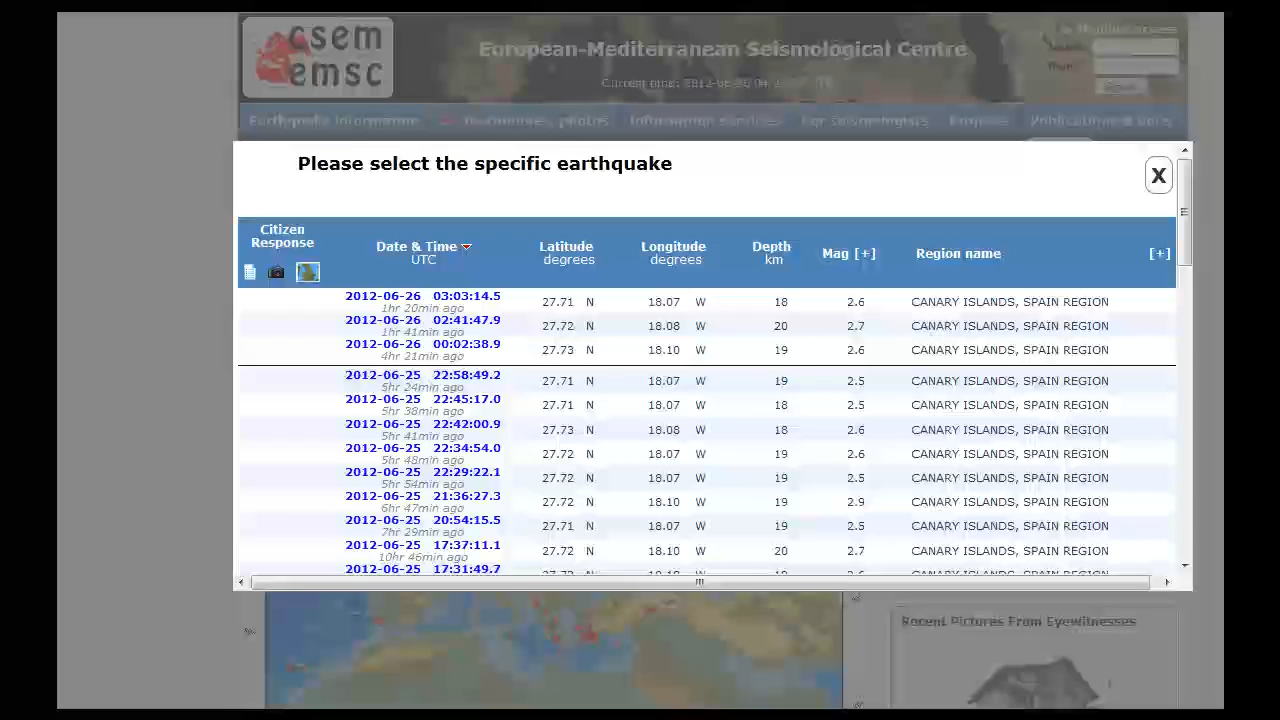 csem
emsc
European-Mediterranean Seismological Centre
Earthquake information
Information services
For Seismologists
Please select the specific earthquake
X
Citizen Response
Date & Time UTC
Latitude degrees
Longitude degrees
Depth km
Mag [+]
Region name
[+]
2012-06-26 03:03:14.5 1hr 20min ago 27.71 N 18.07 W 18 2.6 CANARY ISLANDS, SPAIN REGION
2012-06-26 02:41:47.9 1hr 41min ago 27.72 N 18.08 W 20 2.7 CANARY ISLANDS, SPAIN REGION
2012-06-26 00:02:38.9 4hr 21min ago 27.73 N 18.10 W 19 2.6 CANARY ISLANDS, SPAIN REGION
2012-06-25 22:58:49.2 5hr 24min ago 27.71 N 18.07 W 19 2.5 CANARY ISLANDS, SPAIN REGION
2012-06-25 22:45:17.0 5hr 38min ago 27.72 N 18.07 W 18 2.5 CANARY ISLANDS, SPAIN REGION
2012-06-25 22:42:00.9 5hr 41min ago 27.73 N 18.08 W 18 2.6 CANARY ISLANDS, SPAIN REGION
2012-06-25 22:34:54.0 5hr 48min ago 27.72 N 18.07 W 19 2.6 CANARY ISLANDS, SPAIN REGION
2012-06-25 22:29:22.1 5hr 54min ago 27.72 N 18.07 W 19 2.5 CANARY ISLANDS, SPAIN REGION
2012-06-25 21:36:27.3 6hr 47min ago 27.72 N 18.10 W 19 2.9 CANARY ISLANDS, SPAIN REGION
2012-06-25 20:54:15.5 7hr 29min ago 27.71 N 18.07 W 19 2.5 CANARY ISLANDS, SPAIN REGION
2012-06-25 17:37:11.1 10hr 46min ago 27.72 N 18.10 W 20 2.7 CANARY ISLANDS, SPAIN REGION
2012-06-25 17:31:49.7 CANARY ISLANDS, SPAIN REGION
Recent Pictures From Eyewitnesses